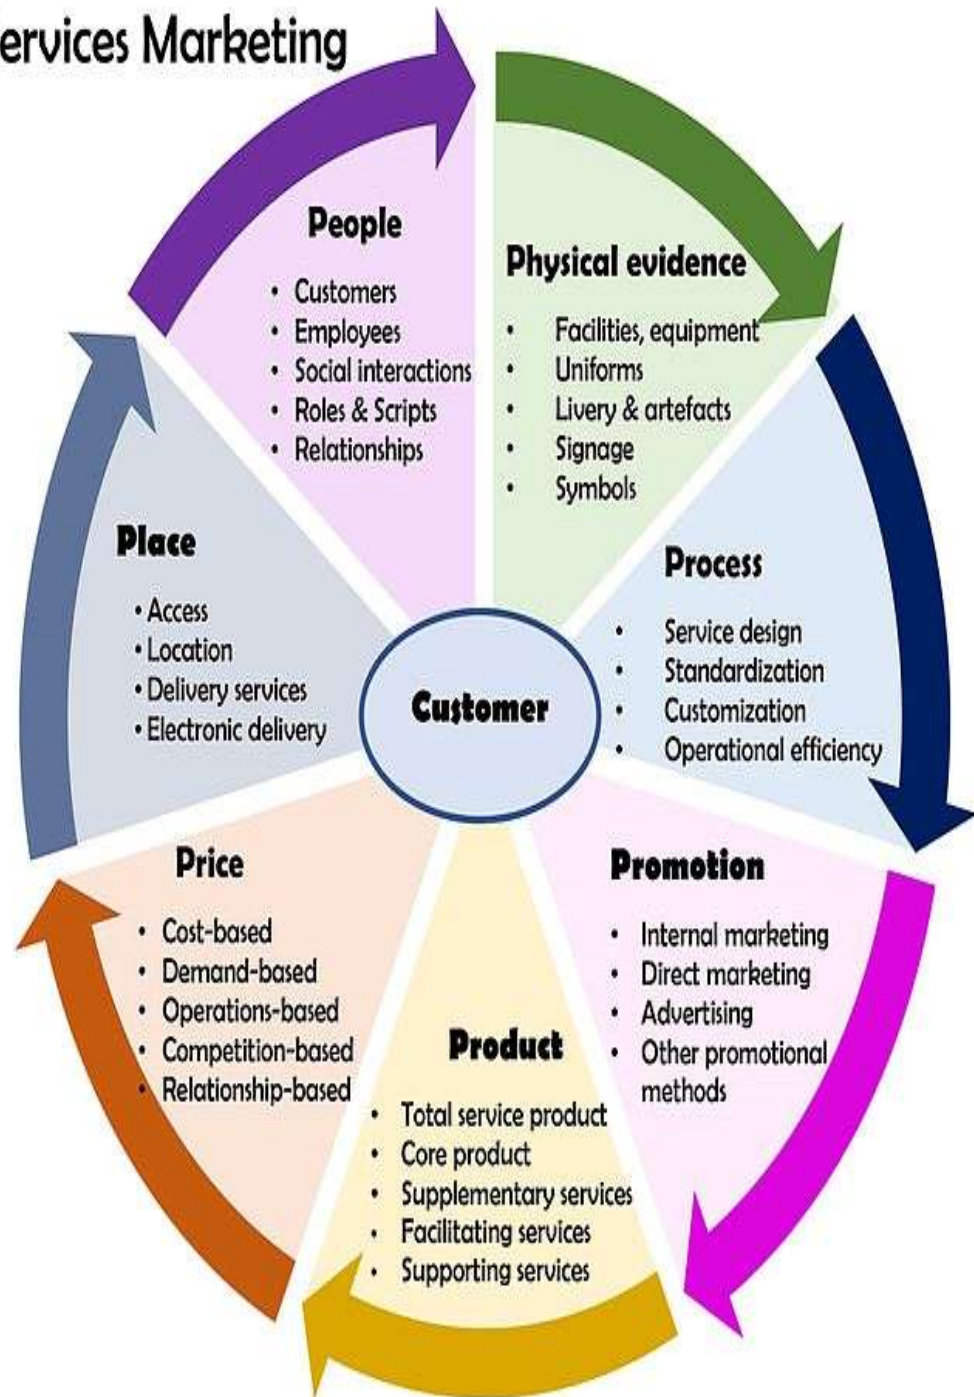 ervices Marketing
People
• Customers
• Employees
• Social interactions
• Roles & Scripts
• Relationships
Physical evidence
• Facilities, equipment
• Uniforms
• Livery & artefacts
• Signage
• Symbols
Process
• Service design
• Standardization
• Customization
• Operational efficiency
Promotion
• Internal marketing
• Direct marketing
• Advertising
• Other promotional
methods
Product
• Total service product
• Core product
• Supplementary services
• Facilitating services
• Supporting services
Price
• Cost-based
• Demand-based
• Operations-based
• Competition-based
• Relationship-based
Place
• Access
• Location
• Delivery services
• Electronic delivery
Customer